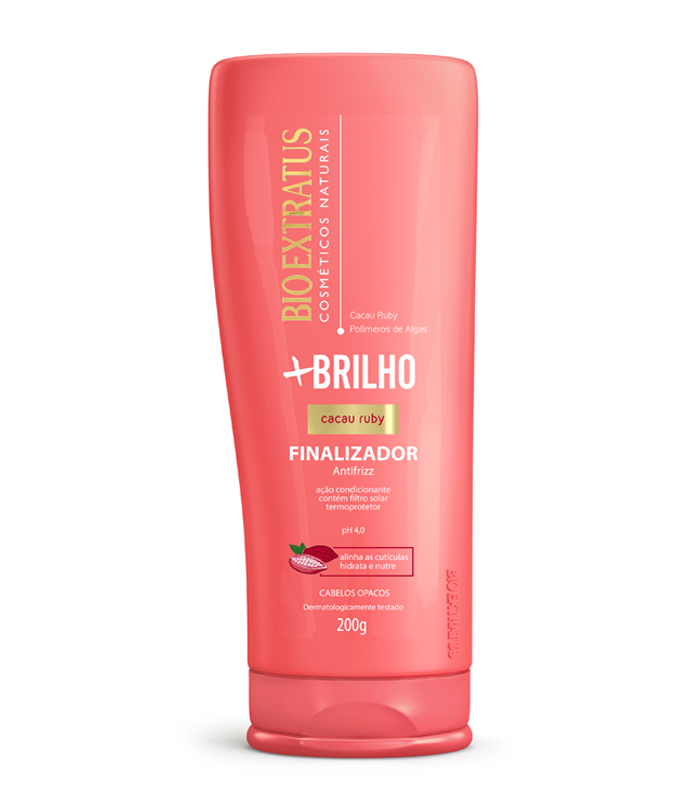 BIO EXTRATUS
COSMÉTICOS NATURAIS
Cacau Ruby
Polímeros de Algas
+BRILHO
cacau ruby
FINALIZADOR
Antifrizz
ação condicionante
contém filtro solar
termoprotetor
pH 4,0
alinha as cutículas
hidrata e nutre
CABELOS OPACOS
Dermatologicamente testado
200g
BIO EXTRATUS